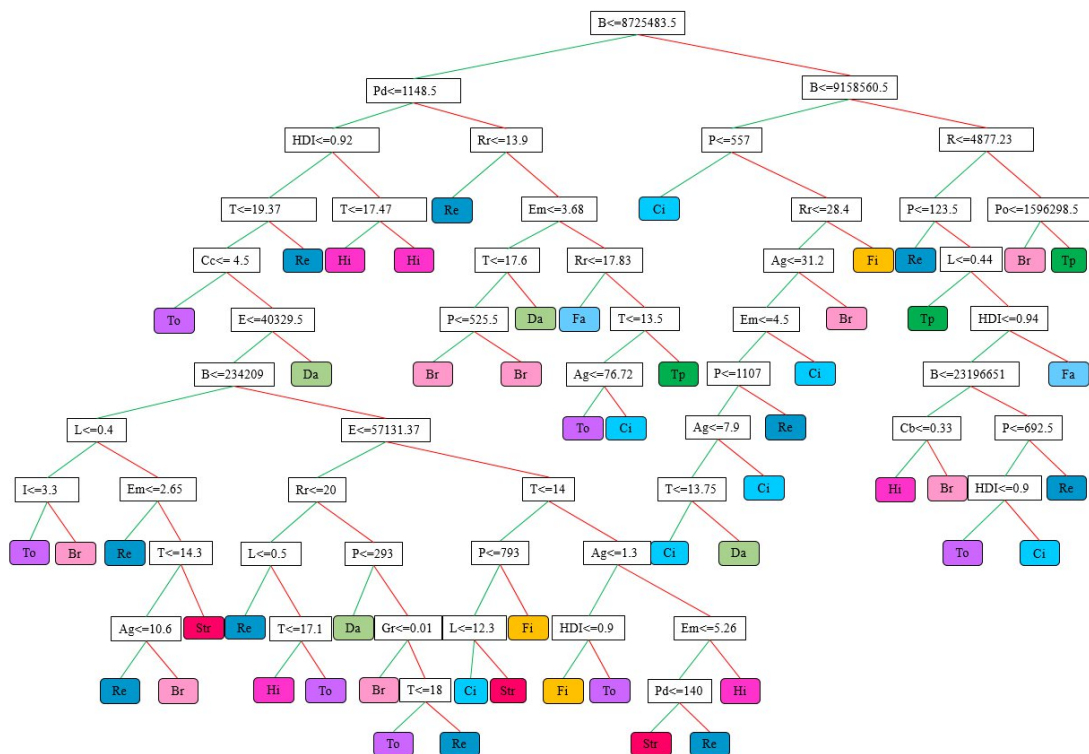 B<=8725483.5
Pd<=1148.5
B<=9158560.5
HDI<=0.92
Rr<=13.9
P<=557
R<=4877.23
T<=19.37
T<=17.47
Re
Em<=3.68
Ci
Rr<=28.4
P<=123.5
Po<=1596298.5
Cc<= 4.5
Re
Hi
Hi
T<=17.6
Rr<=17.83
Ag<=31.2
Fi
Re
L<=0.44
Br
Tp
To
E<=40329.5
P<=525.5
Da
Fa
T<=13.5
Em<=4.5
Br
Tp
HDI<=0.94
B<=234209
Da
Br
Br
Ag<=76.72
Tp
P<=1107
Ci
B<=23196651
Fa
L<=0.4
E<=57131.37
To
Ci
Ag<=7.9
Re
Cb<=0.33
P<=692.5
I<=3.3
Em<=2.65
Rr<=20
T<=14
T<=13.75
Ci
Hi
Br
HDI<=0.9
Re
To
Br
Re
T<=14.3
L<=0.5
P<=293
P<=793
Ag<=1.3
Ci
Da
To
Ci
Ag<=10.6
Str
Re
T<=17.1
Da
Gr<=0.01
L<=12.3
Fi
HDI<=0.9
Em<=5.26
Re
Br
Hi
To
Br
T<=18
Ci
Str
Fi
To
Pd<=140
Hi
To
Re
Str
Re